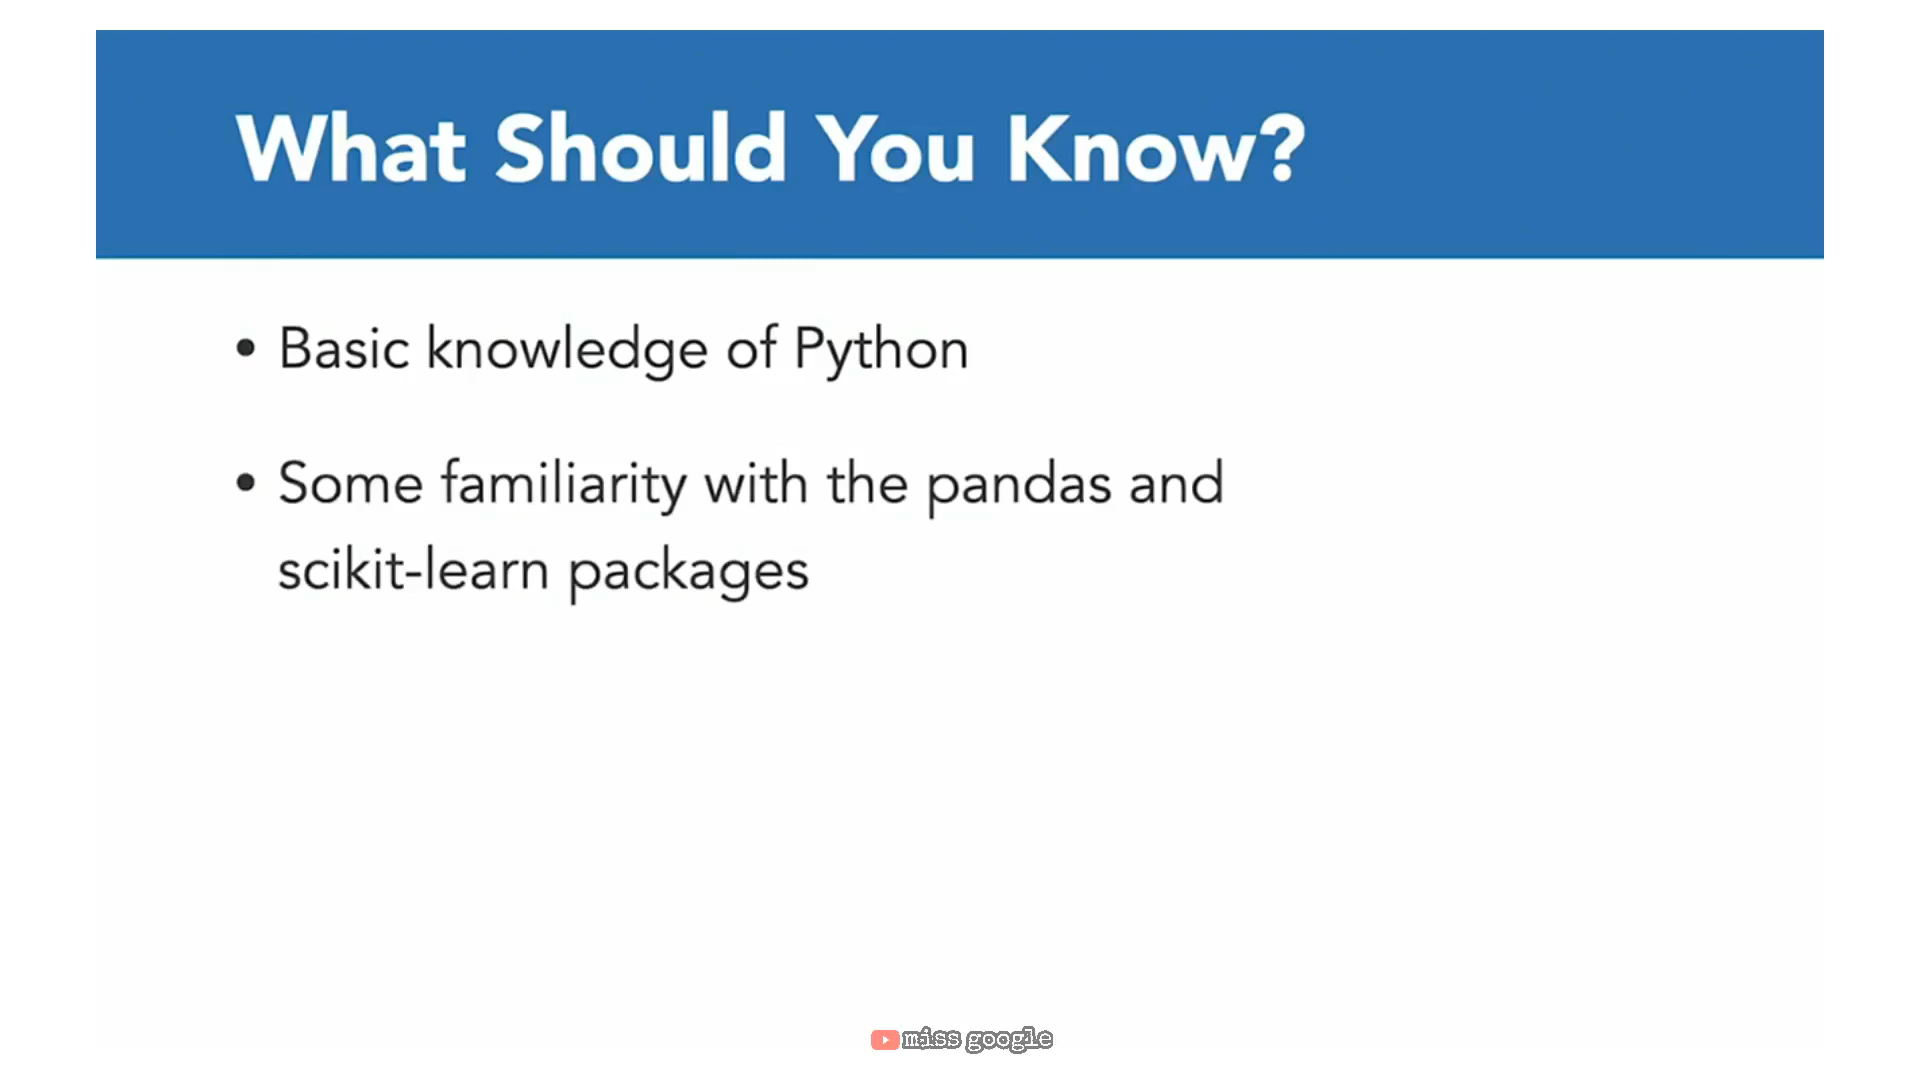 What Should You Know?
• Basic knowledge of Python
• Some familiarity with the pandas and
scikit-learn packages
miss google